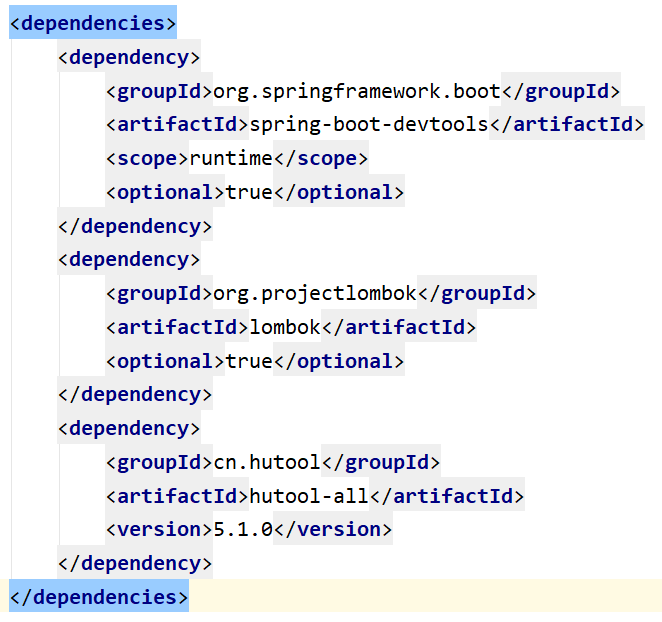 <dependencies>
    <dependency>
        <groupId>org.springframework.boot</groupId>
        <artifactId>spring-boot-devtools</artifactId>
        <scope>runtime</scope>
        <optional>true</optional>
    </dependency>
    <dependency>
        <groupId>org.projectlombok</groupId>
        <artifactId>lombok</artifactId>
        <optional>true</optional>
    </dependency>
    <dependency>
        <groupId>cn.hutool</groupId>
        <artifactId>hutool-all</artifactId>
        <version>5.1.0</version>
    </dependency>
</dependencies>